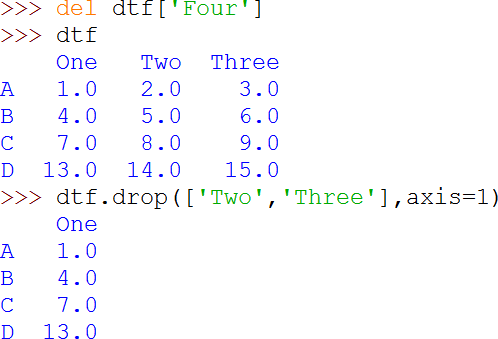 >>> del dtf['Four']
>>> dtf
    One   Two  Three
A   1.0   2.0    3.0
B   4.0   5.0    6.0
C   7.0   8.0    9.0
D  13.0  14.0   15.0
>>> dtf.drop(['Two','Three'],axis=1)
    One
A   1.0
B   4.0
C   7.0
D  13.0